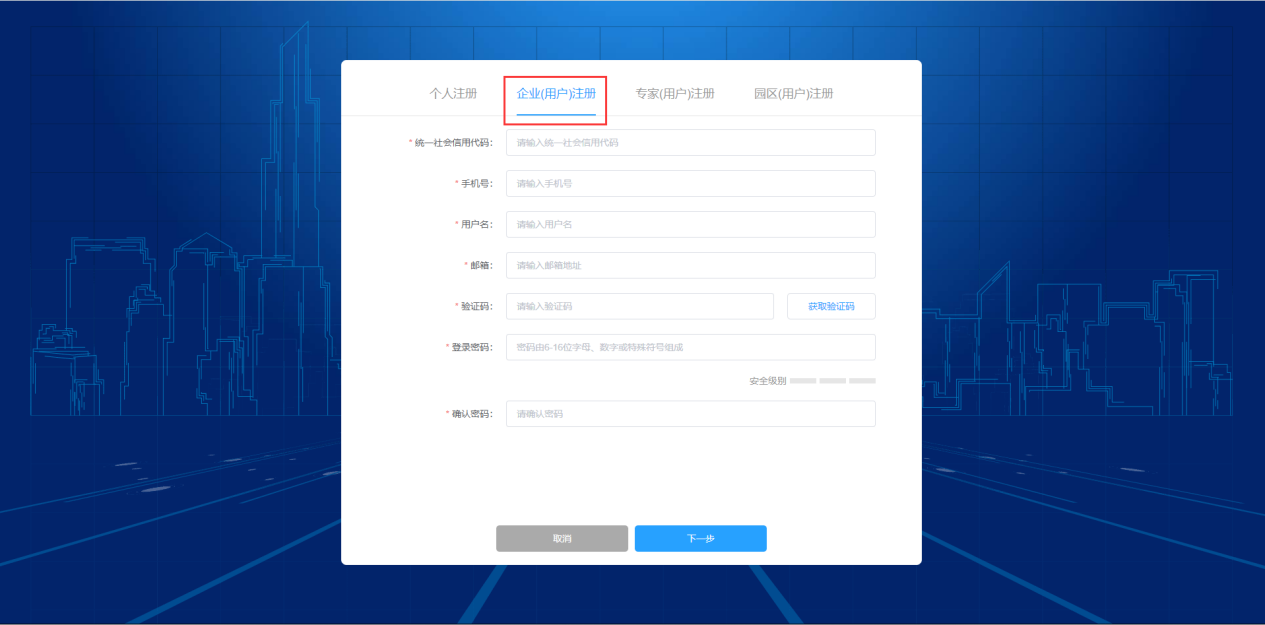 个人注册 企业(用户)注册 专家(用户)注册 园区(用户)注册
* 统一社会信用代码: 请输入统一社会信用代码
* 手机号: 请输入手机号
* 用户名: 请输入用户名
* 邮箱: 请输入邮箱地址
* 验证码: 请输入验证码 获取验证码
* 登录密码: 密码由6-16位字母、数字或特殊符号组成
安全级别
* 确认密码: 请确认密码
取消 下一步